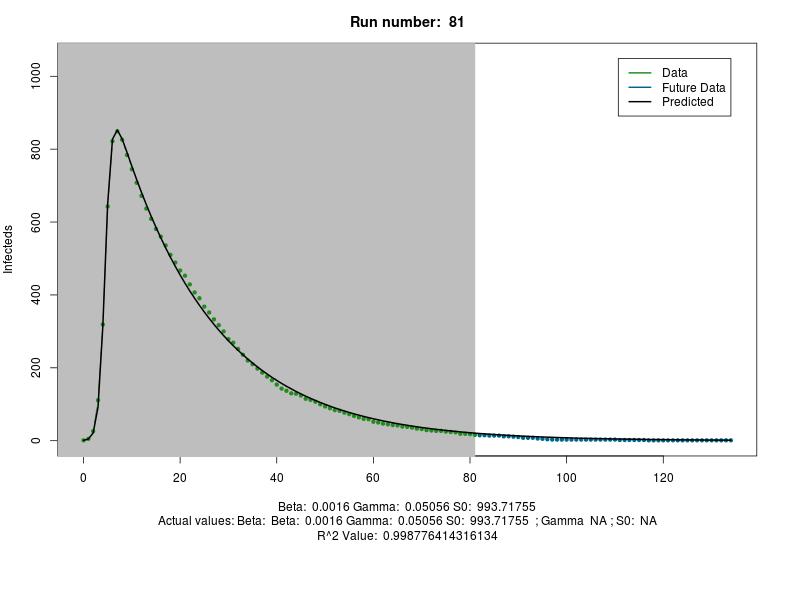 Run number: 81
1000
800
600
400
200
0
Infecteds
Data
Future Data
Predicted
0 20 40 60 80 100 120
Beta: 0.0016 Gamma: 0.05056 S0: 993.71755
Actual values: Beta: Beta: 0.0016 Gamma: 0.05056 S0: 993.71755 ; Gamma NA ; S0: NA
R^2 Value: 0.998776414316134